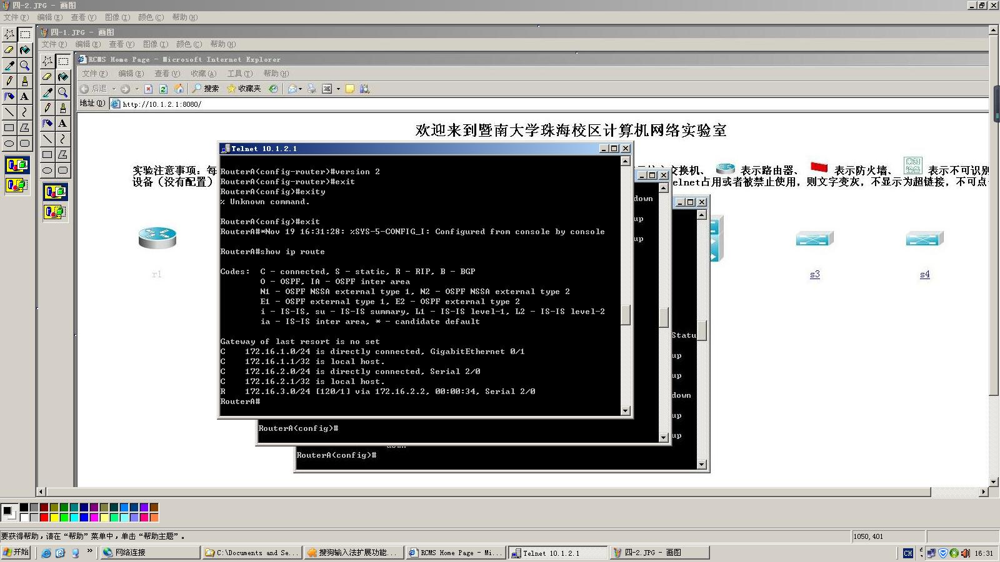 四-2.JPG - 画图
文件(F) 编辑(E) 查看(V) 图像(I) 颜色(C) 帮助(H)
四-1.JPG - 画图
文件(F) 编辑(E) 查看(V) 图像(I) 颜色(C) 帮助(H)
RCMS Home Page - Microsoft Internet Explorer
文件(F) 编辑(E) 查看(V) 收藏(A) 工具(T) 帮助(H)
后退 搜索 收藏夹
地址(D) http://10.1.2.1:8080/
欢迎来到暨南大学珠海校区计算机网络实验室
实验注意事项：每
交换机、 表示路由器、 表示防火墙、 表示不可识别
设备（没有配置）
elnet占用或者被禁止使用，则文字变灰，不显示为超链接，不可点
r1
s3
s4
Telnet 10.1.2.1
RouterA(config-router)#version 2
RouterA(config-router)#exit
RouterA(config)#exity
% Unknown command.
RouterA(config)#exit
RouterA#*Nov 19 16:31:28: %SYS-5-CONFIG_I: Configured from console by console
RouterA#show ip route
Codes:  C - connected, S - static, R - RIP, B - BGP
O - OSPF, IA - OSPF inter area
N1 - OSPF NSSA external type 1, N2 - OSPF NSSA external type 2
E1 - OSPF external type 1, E2 - OSPF external type 2
i - IS-IS, su - IS-IS summary, L1 - IS-IS level-1, L2 - IS-IS level-2
ia - IS-IS inter area, * - candidate default
Gateway of last resort is no set
C    172.16.1.0/24 is directly connected, GigabitEthernet 0/1
C    172.16.1.1/32 is local host.
C    172.16.2.0/24 is directly connected, Serial 2/0
C    172.16.2.1/32 is local host.
R    172.16.3.0/24 [120/1] via 172.16.2.2, 00:00:34, Serial 2/0
RouterA#
down
up
up
RouterA(config)#
Statu
up
up
down
up
up
RouterA(config)#
要获得帮助，请在“帮助”菜单中，单击“帮助主题”。
1050,401
开始
网络连接
C:\Documents and Se...
搜狗输入法扩展功能...
RCMS Home Page - Mi...
Telnet 10.1.2.1
四-2.JPG - 画图
CH
16:31